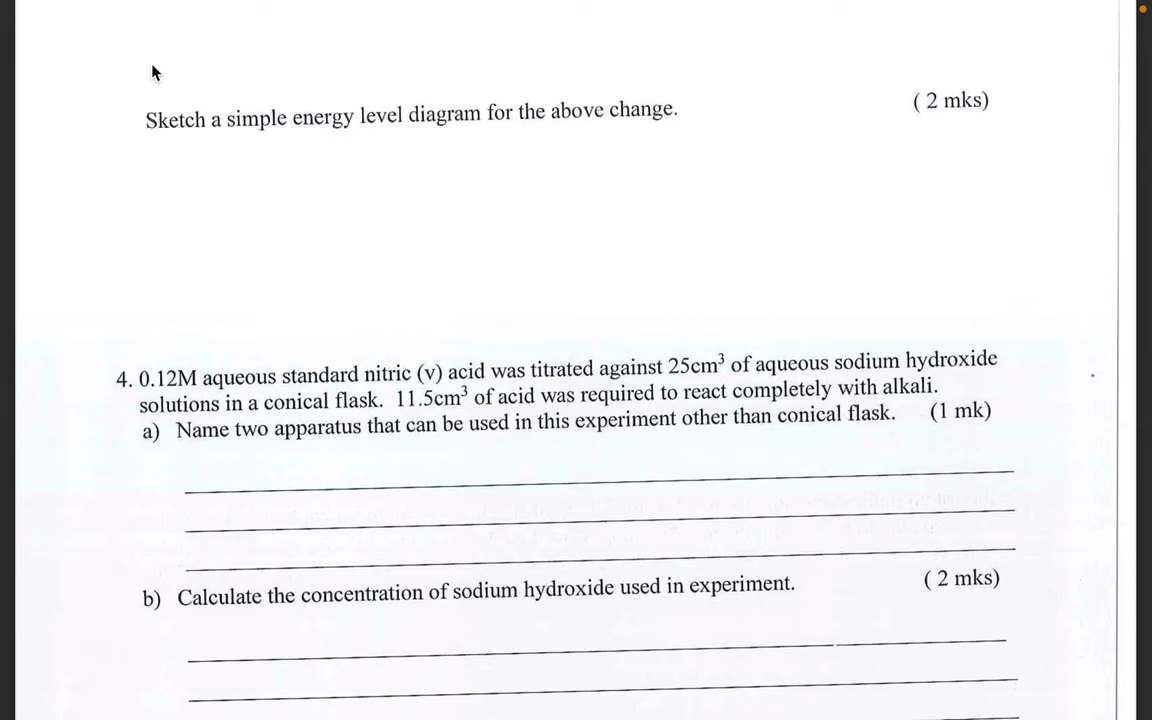 Sketch a simple energy level diagram for the above change. ( 2 mks)
4. 0.12M aqueous standard nitric (v) acid was titrated against 25cm³ of aqueous sodium hydroxide
solutions in a conical flask. 11.5cm³ of acid was required to react completely with alkali.
a) Name two apparatus that can be used in this experiment other than conical flask. (1 mk)
b) Calculate the concentration of sodium hydroxide used in experiment. ( 2 mks)